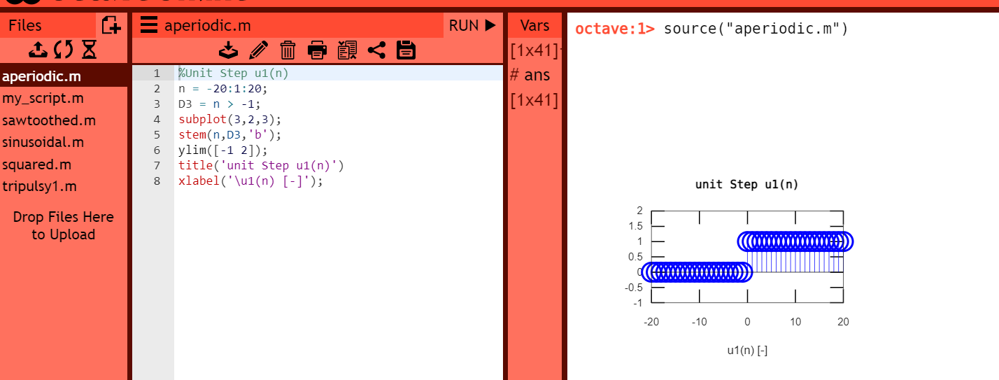 Files
aperiodic.m
RUN
Vars
octave:1> source("aperiodic.m")
[1x41]
# ans
[1x41]
aperiodic.m
my_script.m
sawtoothed.m
sinusoidal.m
squared.m
tripulsy1.m
Drop Files Here
to Upload
1 %Unit Step u1(n)
2 n = -20:1:20;
3 D3 = n > -1;
4 subplot(3,2,3);
5 stem(n,D3,'b');
6 ylim([-1 2]);
7 title('unit Step u1(n)')
8 xlabel('\u1(n) [-]');
unit Step u1(n)
2
1.5
1
0.5
0
-0.5
-1
-20 -10 0 10 20
u1(n) [-]